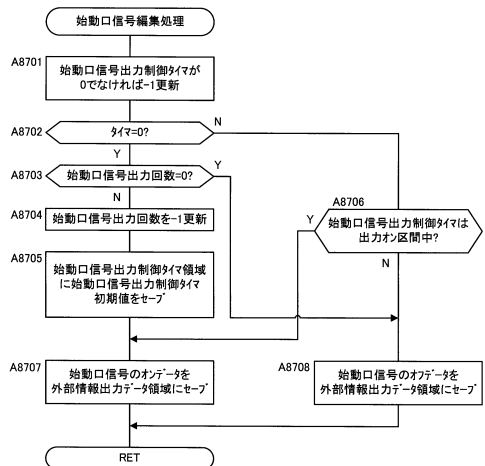 始動口信号編集処理
A8701
始動口信号出力制御タイマが
0でなければ-1更新
A8702
タイマ=0?
N
Y
A8703
始動口信号出力回数=0?
Y
N
A8704
始動口信号出力回数を-1更新
A8705
始動口信号出力制御タイマ領域
に始動口信号出力制御タイマ
初期値をセーブ
A8706
始動口信号出力制御タイマは
出力オン区間中?
Y
N
A8707
始動口信号のオンデータを
外部情報出力データ領域にセーブ
A8708
始動口信号のオフデータを
外部情報出力データ領域にセーブ
RET